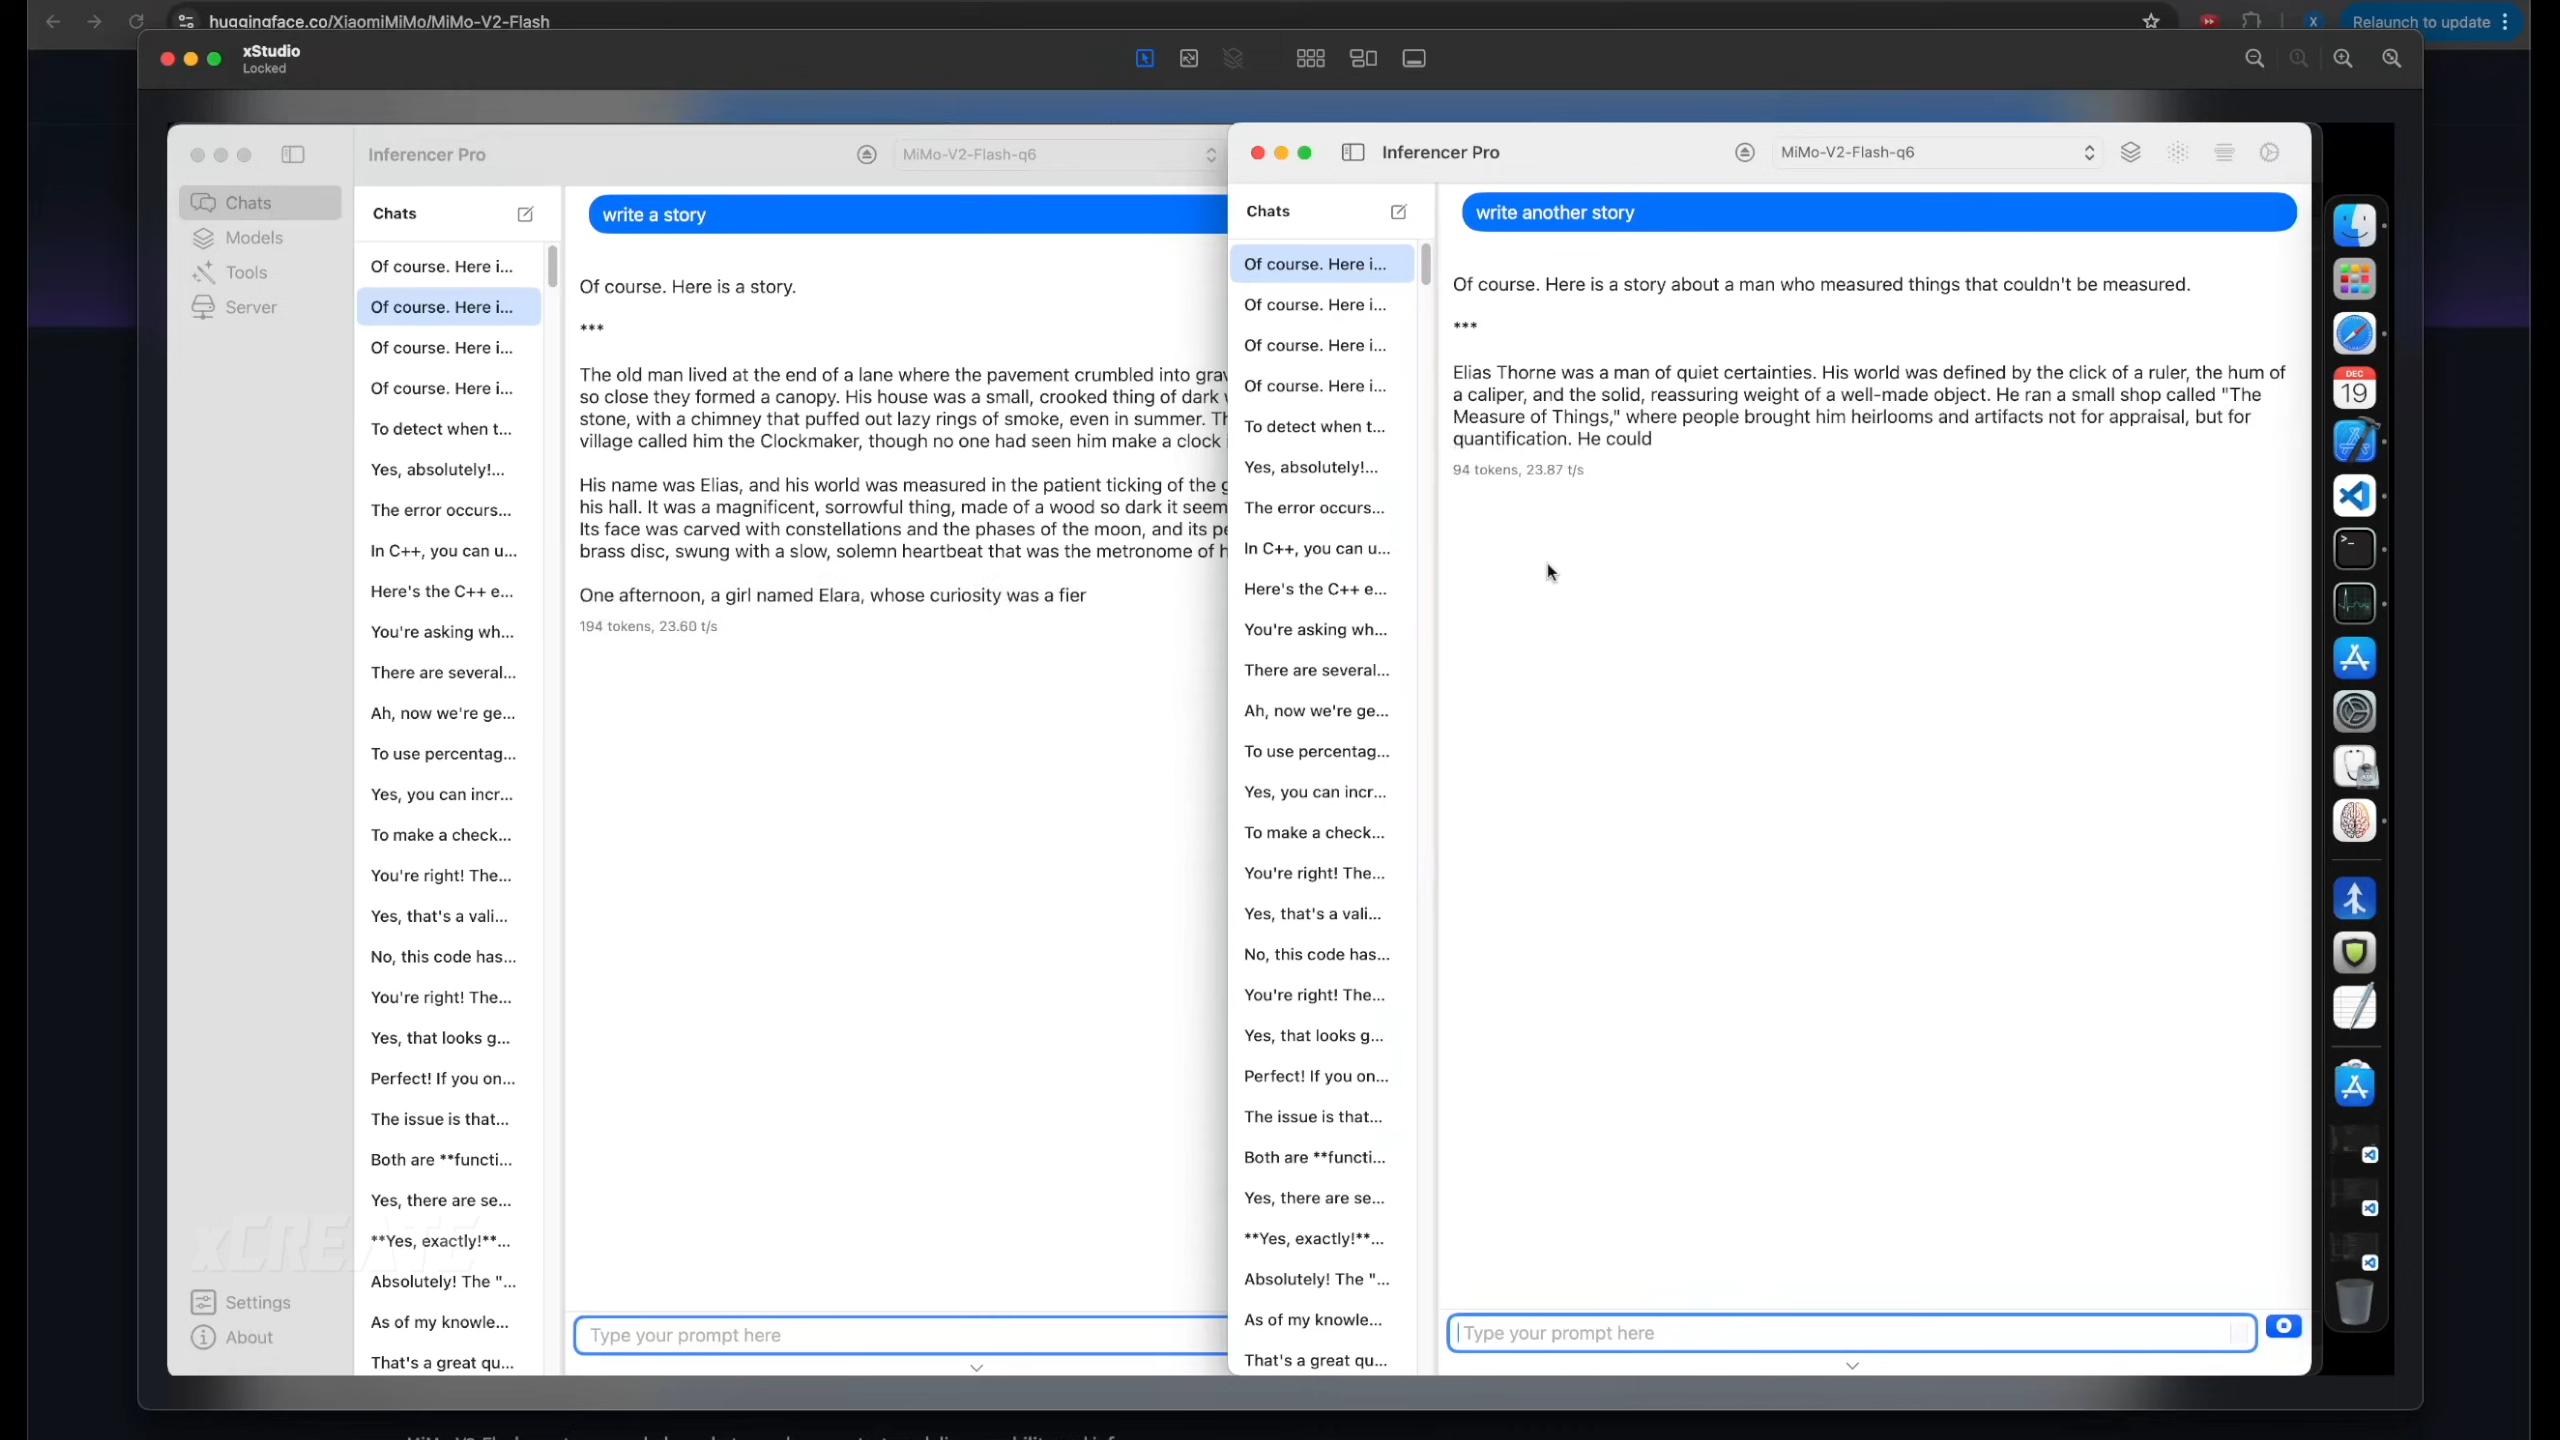 huggingface.co/XiaomiMiMo/MiMo-V2-Flash
Relaunch to update
xStudio
Locked
Inferencer Pro
MiMo-V2-Flash-q6
Chats
Models
Tools
Server
Settings
About
xCREATE
Chats
Of course. Here i...
Of course. Here i...
Of course. Here i...
Of course. Here i...
To detect when t...
Yes, absolutely!...
The error occurs...
In C++, you can u...
Here's the C++ e...
You're asking wh...
There are several...
Ah, now we're ge...
To use percentag...
Yes, you can incr...
To make a check...
You're right! The...
Yes, that's a vali...
No, this code has...
You're right! The...
Yes, that looks g...
Perfect! If you on...
The issue is that...
Both are **functi...
Yes, there are se...
**Yes, exactly!**...
Absolutely! The "...
As of my knowle...
That's a great qu...
write a story
Of course. Here is a story.
***
The old man lived at the end of a lane where the pavement crumbled into
so close they formed a canopy. His house was a small, crooked thing of dark
stone, with a chimney that puffed out lazy rings of smoke, even in summer.
village called him the Clockmaker, though no one had seen him make a clock
His name was Elias, and his world was measured in the patient ticking of the
his hall. It was a magnificent, sorrowful thing, made of a wood so dark it
Its face was carved with constellations and the phases of the moon, and its
brass disc, swung with a slow, solemn heartbeat that was the metronome of
One afternoon, a girl named Elara, whose curiosity was a fier
194 tokens, 23.60 t/s
Type your prompt here
Inferencer Pro
MiMo-V2-Flash-q6
Chats
Of course. Here i...
Of course. Here i...
Of course. Here i...
Of course. Here i...
To detect when t...
Yes, absolutely!...
The error occurs...
In C++, you can u...
Here's the C++ e...
You're asking wh...
There are several...
Ah, now we're ge...
To use percentag...
Yes, you can incr...
To make a check...
You're right! The...
Yes, that's a vali...
No, this code has...
You're right! The...
Yes, that looks g...
Perfect! If you on...
The issue is that...
Both are **functi...
Yes, there are se...
**Yes, exactly!**...
Absolutely! The "...
As of my knowle...
That's a great qu...
write another story
Of course. Here is a story about a man who measured things that couldn't be measured.
***
Elias Thorne was a man of quiet certainties. His world was defined by the click of a ruler, the hum of
a caliper, and the solid, reassuring weight of a well-made object. He ran a small shop called "The
Measure of Things," where people brought him heirlooms and artifacts not for appraisal, but for
quantification. He could
94 tokens, 23.87 t/s
Type your prompt here
DEC
19